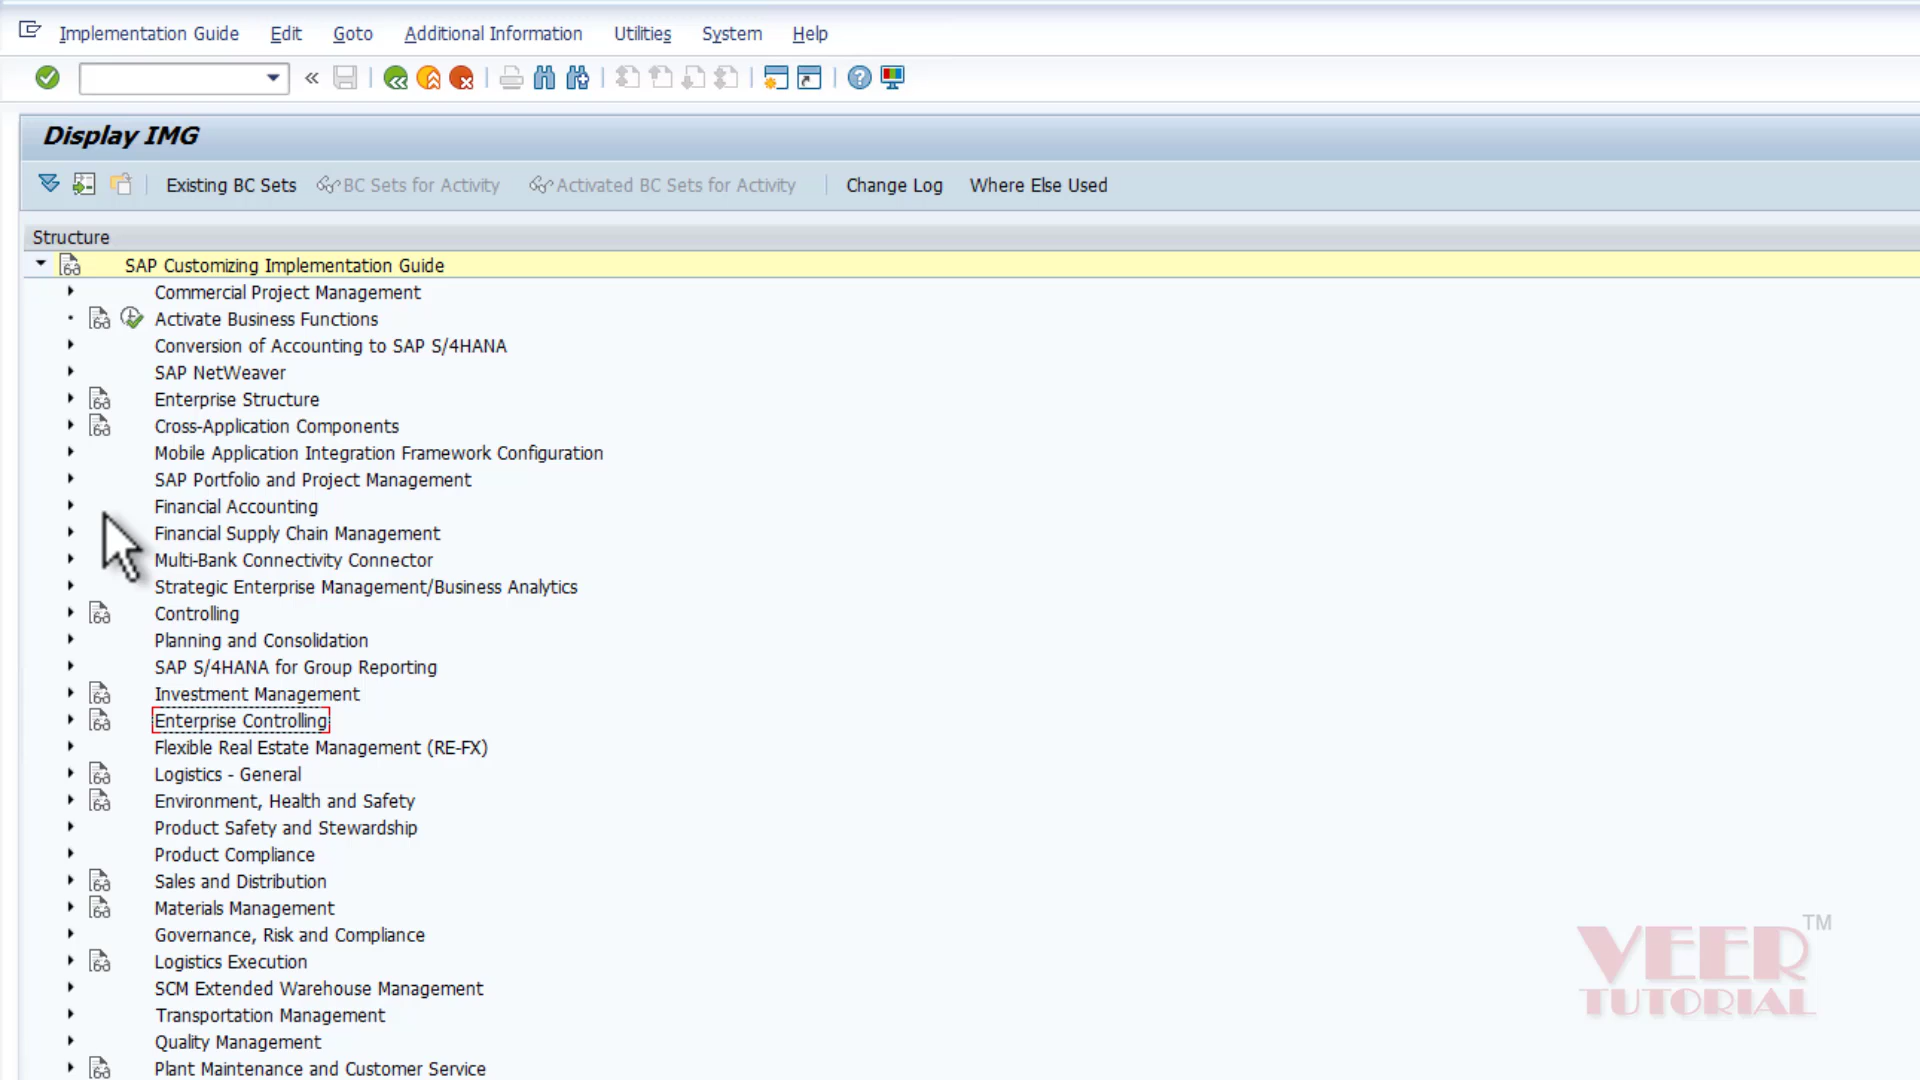 Implementation Guide Edit Goto Additional Information Utilities System Help
Display IMG
Existing BC Sets BC Sets for Activity Activated BC Sets for Activity Change Log Where Else Used
Structure
SAP Customizing Implementation Guide
Commercial Project Management
Activate Business Functions
Conversion of Accounting to SAP S/4HANA
SAP NetWeaver
Enterprise Structure
Cross-Application Components
Mobile Application Integration Framework Configuration
SAP Portfolio and Project Management
Financial Accounting
Financial Supply Chain Management
Multi-Bank Connectivity Connector
Strategic Enterprise Management/Business Analytics
Controlling
Planning and Consolidation
SAP S/4HANA for Group Reporting
Investment Management
Enterprise Controlling
Flexible Real Estate Management (RE-FX)
Logistics - General
Environment, Health and Safety
Product Safety and Stewardship
Product Compliance
Sales and Distribution
Materials Management
Governance, Risk and Compliance
Logistics Execution
SCM Extended Warehouse Management
Transportation Management
Quality Management
Plant Maintenance and Customer Service
VEER TM
TUTORIAL